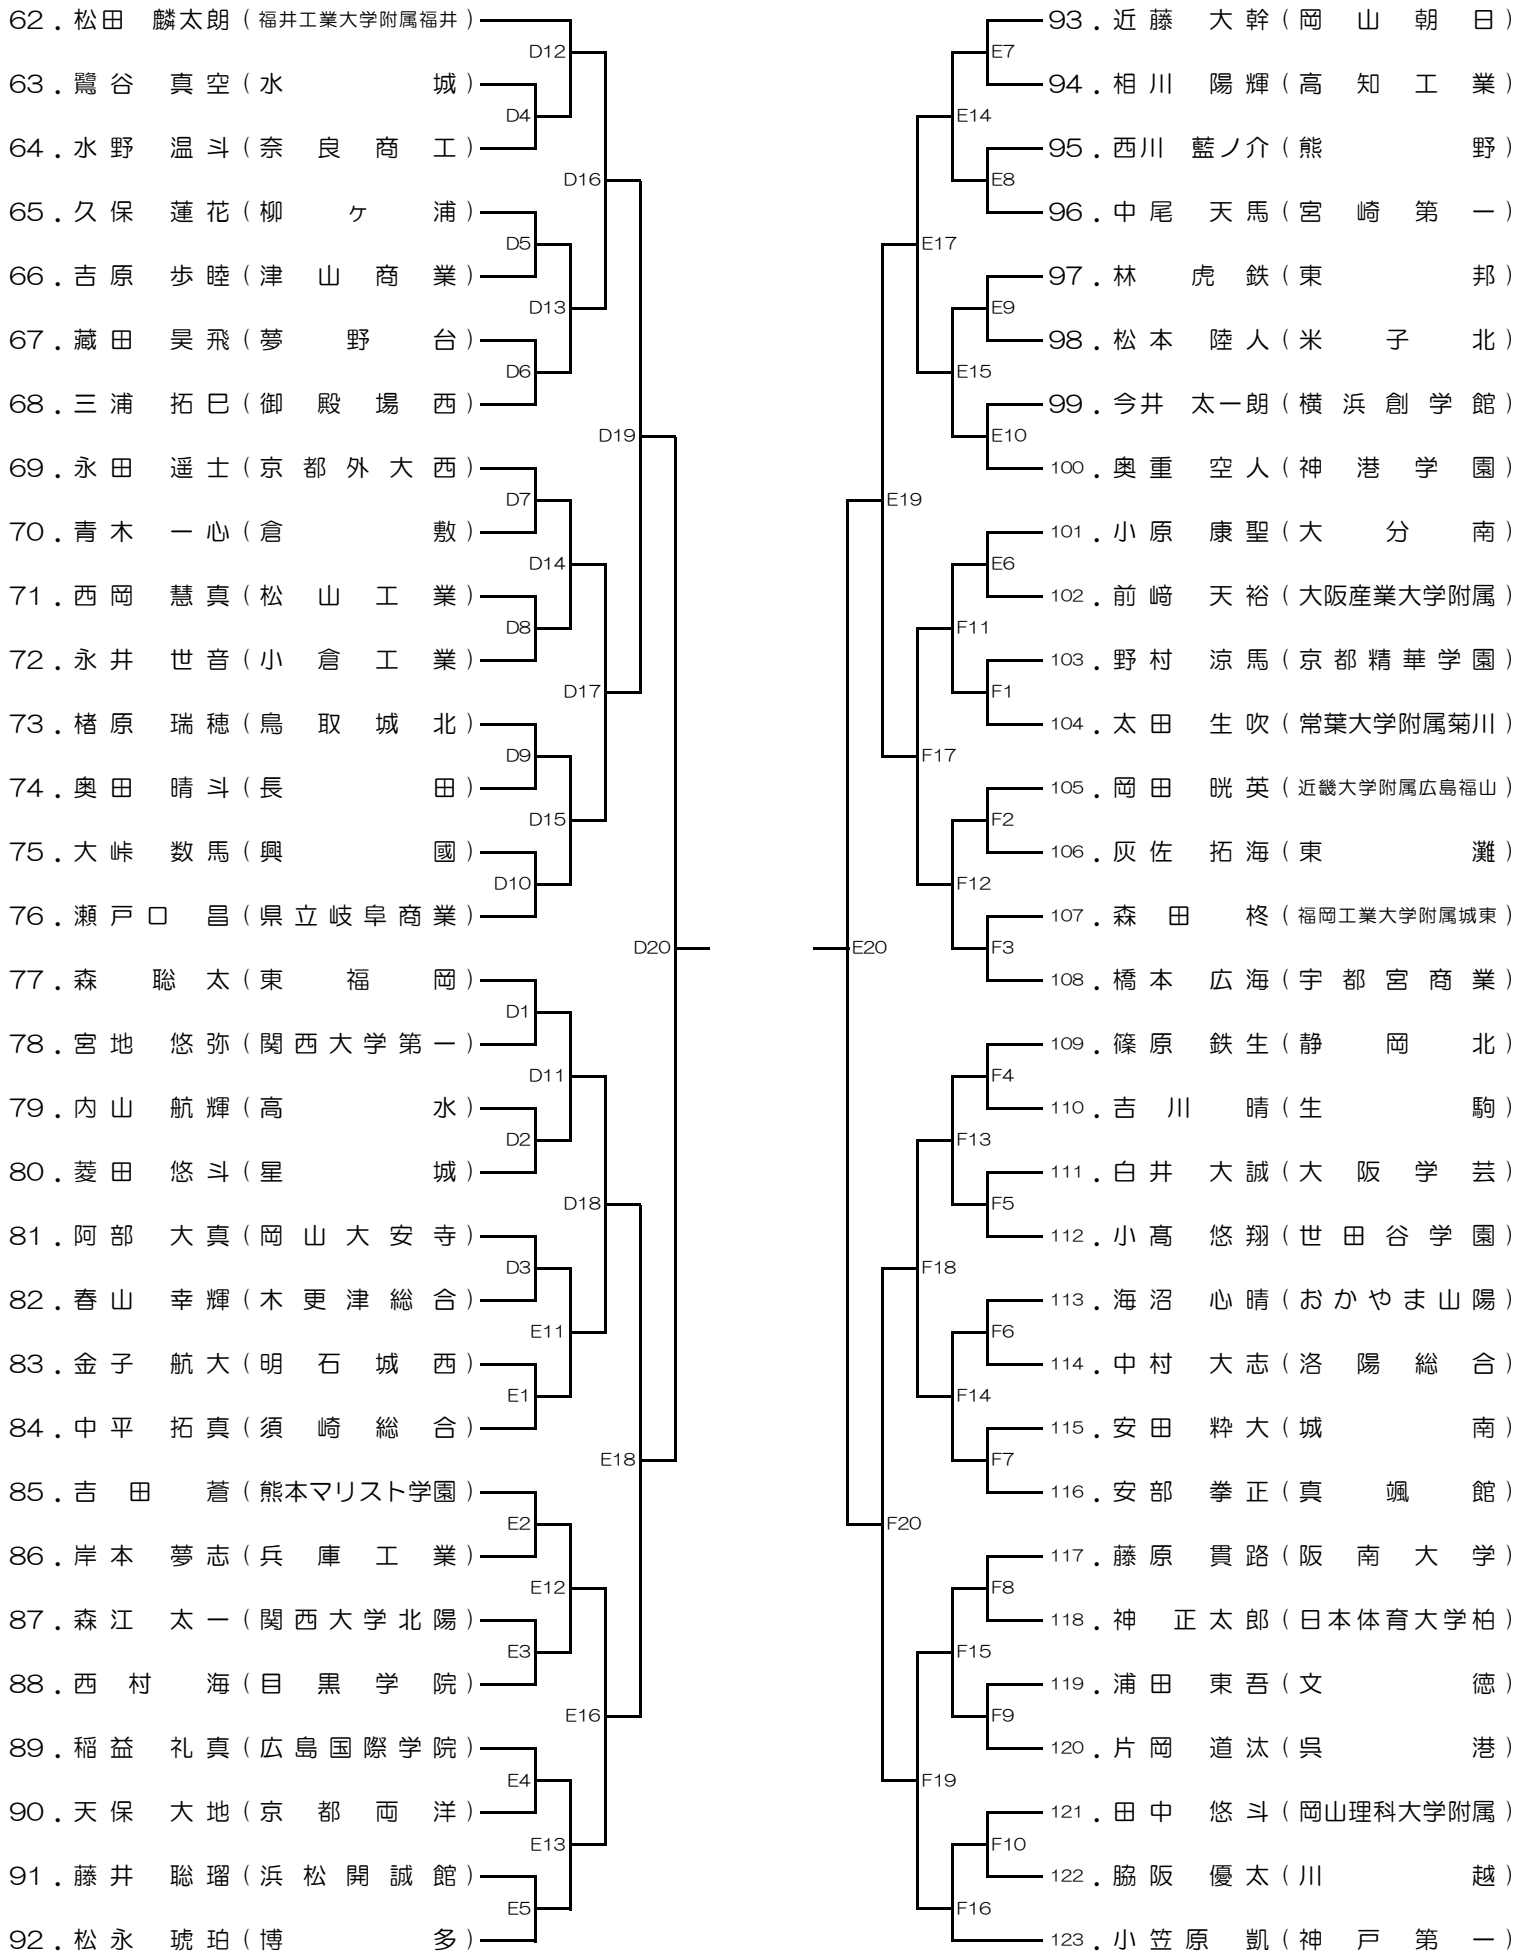 62．松田 麟太朗（福井工業大学附属福井）
D12
63．鷺谷 真空（水城）
D4
64．水野 温斗（奈良商工）
D16
65．久保 蓮花（柳ヶ浦）
D5
66．吉原 歩睦（津山商業）
D13
67．蔵田 昊飛（夢野台）
D6
68．三浦 拓巳（御殿場西）
D19
69．永田 遥士（京都外大西）
D7
70．青木 一心（倉敷）
D14
71．西岡 慧真（松山工業）
D8
72．永井 世音（小倉工業）
D17
73．楮原 瑞穂（鳥取城北）
D9
74．奥田 晴斗（長田）
D15
75．大峠 数馬（興國）
D10
76．瀬戸口 昌（県立岐阜商業）
D20
77．森 聡太（東福岡）
D1
78．宮地 悠弥（関西大学第一）
D11
79．内山 航輝（高水）
D2
80．菱田 悠斗（星城）
D18
81．阿部 大真（岡山大安寺）
D3
82．春山 幸輝（木更津総合）
E11
83．金子 航大（明石城西）
E1
84．中平 拓真（須崎総合）
E18
85．吉田 蒼（熊本マリスト学園）
E2
86．岸本 夢志（兵庫工業）
E12
87．森江 太一（関西大学北陽）
E3
88．西村 海（目黒学院）
E16
89．稲益 礼真（広島国際学院）
E4
90．天保 大地（京都両洋）
E13
91．藤井 聡瑠（浜松開誠館）
E5
92．松永 琥珀（博多）
93．近藤 大幹（岡山朝日）
E7
94．相川 陽輝（高知工業）
E14
95．西川 藍ノ介（熊野）
E8
96．中尾 天馬（宮崎第一）
E17
97．林 虎鉄（東邦）
E9
98．松本 陸人（米子北）
E15
99．今井 太一朗（横浜創学館）
E10
100．奥重 空人（神港学園）
E19
101．小原 康聖（大分南）
E6
102．前﨑 天裕（大阪産業大学附属）
F11
103．野村 涼馬（京都精華学園）
F1
104．太田 生吹（常葉大学附属菊川）
F17
105．岡田 晄英（近畿大学附属広島福山）
F2
106．灰佐 拓海（東灘）
F12
107．森田 柊（福岡工業大学附属城東）
F3
E20
108．橋本 広海（宇都宮商業）
109．篠原 鉄生（静岡北）
F4
110．吉川 晴（生駒）
F13
111．白井 大誠（大阪学芸）
F5
112．小髙 悠翔（世田谷学園）
F18
113．海沼 心晴（おかやま山陽）
F6
114．中村 大志（洛陽総合）
F14
115．安田 粋大（城南）
F7
116．安部 拳正（真颯館）
F20
117．藤原 貫路（阪南大学）
F8
118．神 正太郎（日本体育大学柏）
F15
119．浦田 東吾（文徳）
F9
120．片岡 道汰（呉港）
F19
121．田中 悠斗（岡山理科大学附属）
F10
122．脇阪 優太（川越）
F16
123．小笠原 凱（神戸第一）